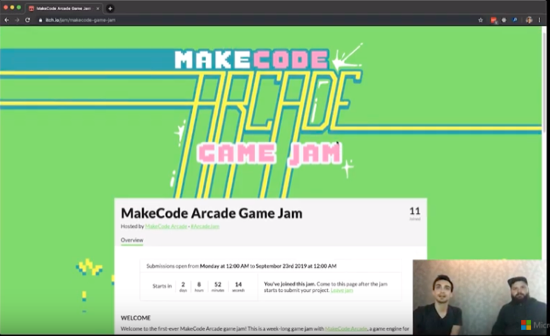 MakeCode Arcade Game Jam
itch.io/jam/makecode-game-jam
MAKECODE
ARCADE
GAME JAM
MakeCode Arcade Game Jam
11
Joined
Hosted by MakeCode Arcade · #ArcadeJam
Overview
Submissions open from Monday at 12:00 AM to September 23rd 2019 at 12:00 AM
Starts in
2
8
52
14
day
hour
minutes
You've joined this jam. Come to this page after the jam
starts to submit your project. Leave jam
WELCOME
Welcome to the first-ever MakeCode Arcade game jam! This is a week-long game jam with MakeCode Arcade, a game engine for